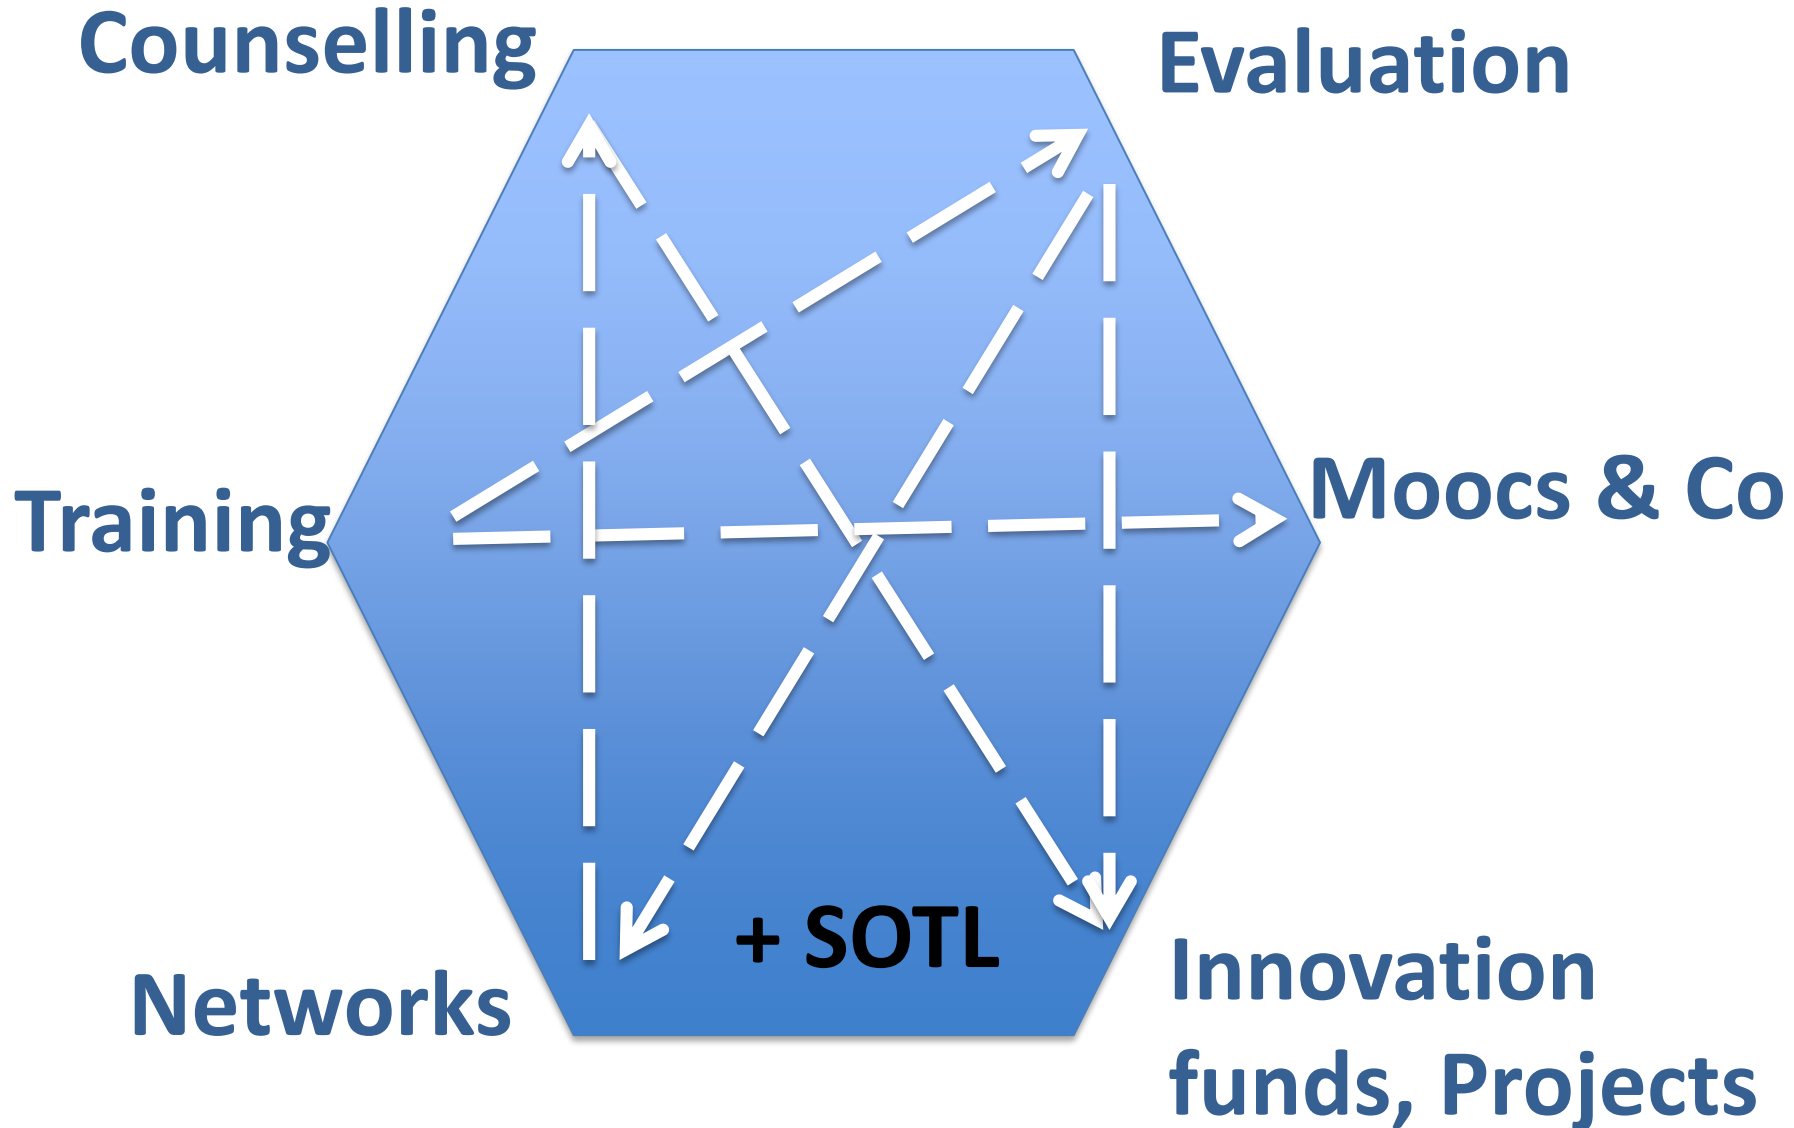 Counselling
Evaluation
Training
Moocs & Co
Networks
+ SOTL
Innovation
funds, Projects